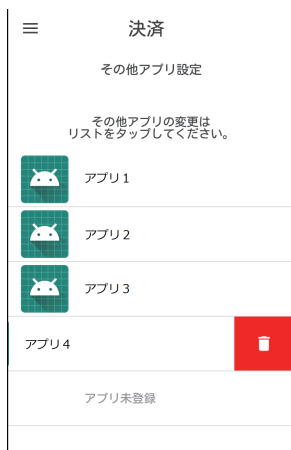 決済
その他アプリ設定
その他アプリの変更は
リストをタップしてください。
アプリ1
アプリ2
アプリ3
アプリ4
アプリ未登録